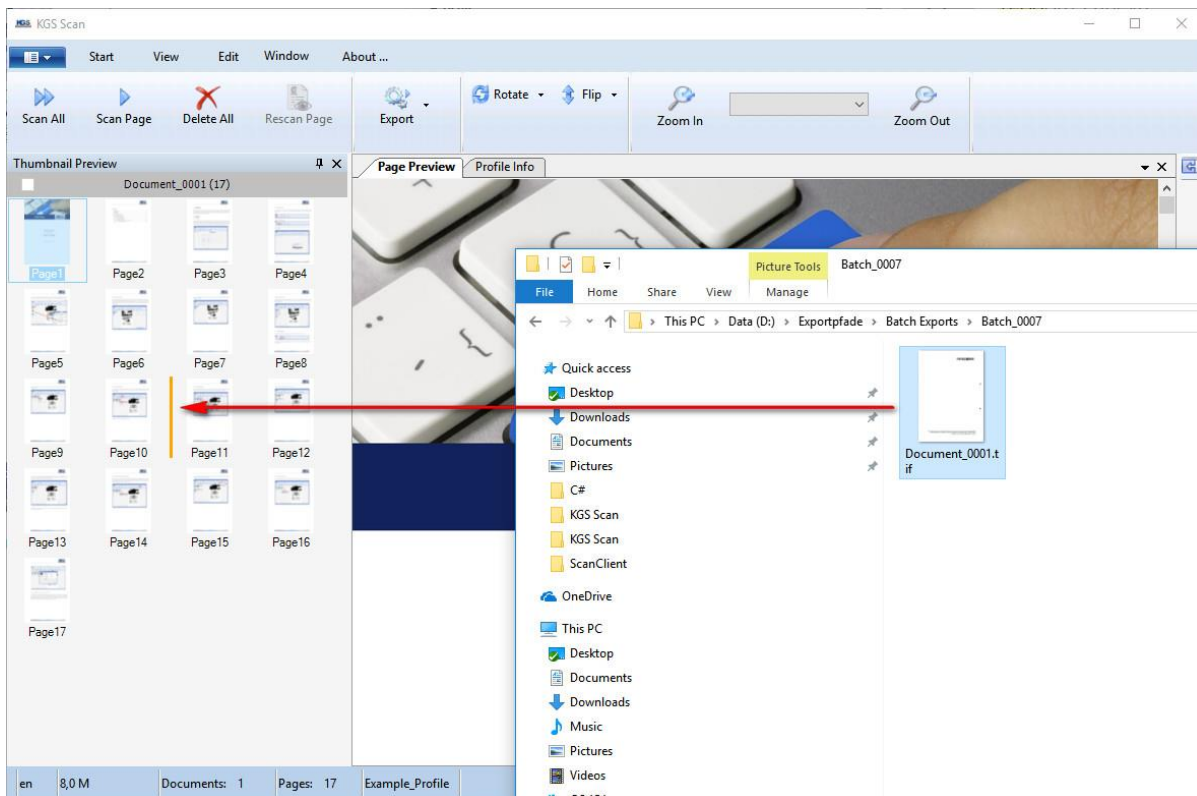 KGS KGS Scan
Start View Edit Window About ...
Scan All Scan Page Delete All Rescan Page Export Rotate Flip Zoom In Zoom Out
Thumbnail Preview
Document_0001 (17)
Page1 Page2 Page3 Page4
Page5 Page6 Page7 Page8
Page9 Page10 Page11 Page12
Page13 Page14 Page15 Page16
Page17
Page Preview Profile Info
Picture Tools Batch_0007
File Home Share View Manage
This PC > Data (D:) > Exportpfade > Batch Exports > Batch_0007
Quick access
Desktop
Downloads
Documents
Pictures
C#
KGS Scan
KGS Scan
ScanClient
OneDrive
This PC
Desktop
Documents
Downloads
Music
Pictures
Videos
Document_0001.t
if
en 8,0 M Documents: 1 Pages: 17 Example_Profile